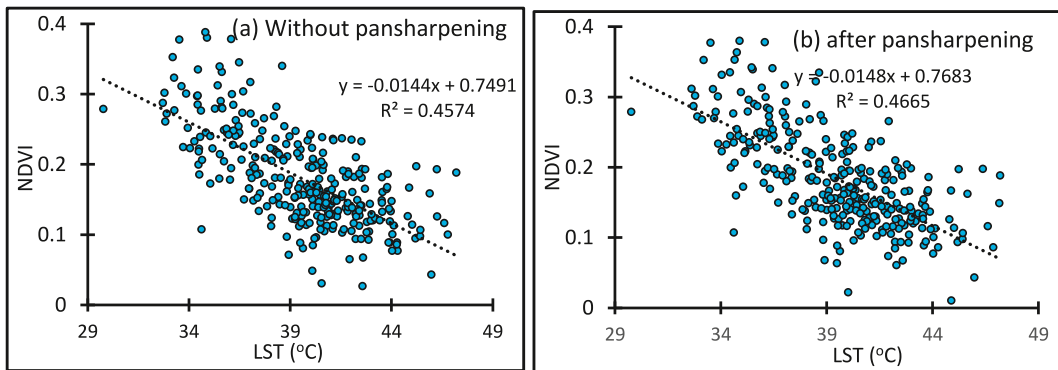 (a) Without pansharpening
y = -0.0144x + 0.7491
R² = 0.4574
NDVI
0.4
0.3
0.2
0.1
0
29 34 39 44 49
LST (°C)
(b) after pansharpening
y = -0.0148x + 0.7683
R² = 0.4665
NDVI
0.4
0.3
0.2
0.1
0
29 34 39 44 49
LST (°C)